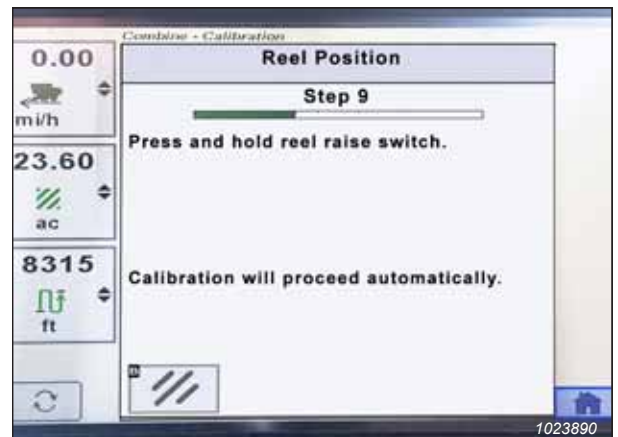 Combine - Calibration
0.00
mi/h
23.60
ac
8315
ft
Reel Position
Step 9
Press and hold reel raise switch.
Calibration will proceed automatically.
1023890